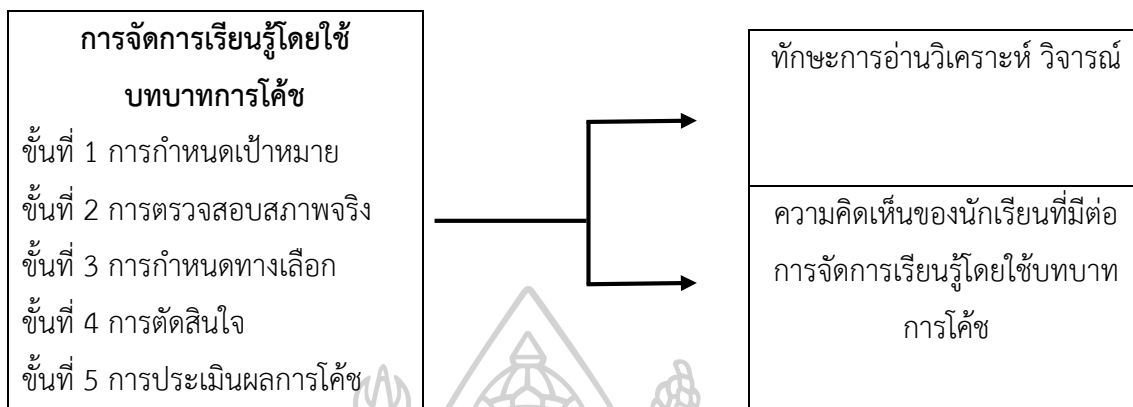 การจัดการเรียนรู้โดยใช้
บทบาทการโค้ช
ขั้นที่ 1 การกำหนดเป้าหมาย
ขั้นที่ 2 การตรวจสอบสภาพจริง
ขั้นที่ 3 การกำหนดทางเลือก
ขั้นที่ 4 การตัดสินใจ
ขั้นที่ 5 การประเมินผลการโค้ช
ทักษะการอ่านวิเคราะห์ วิจารณ์
ความคิดเห็นของนักเรียนที่มีต่อ
การจัดการเรียนรู้โดยใช้บทบาท
การโค้ช